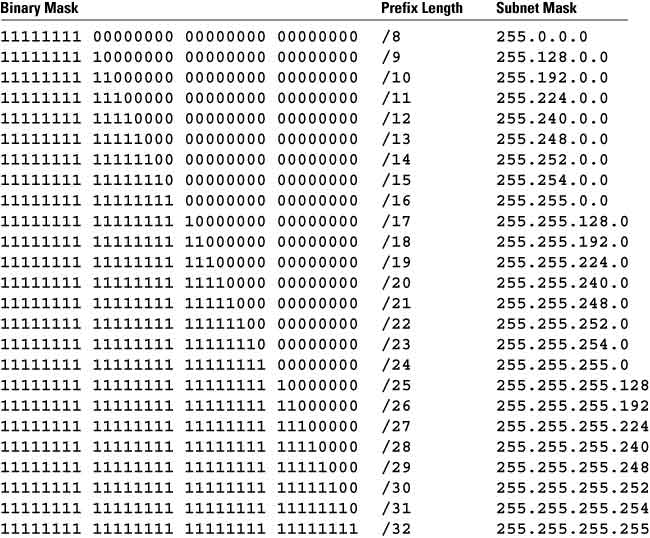 Binary Mask Prefix Length Subnet Mask
11111111 00000000 00000000 00000000 /8 255.0.0.0
11111111 10000000 00000000 00000000 /9 255.128.0.0
11111111 11000000 00000000 00000000 /10 255.192.0.0
11111111 11100000 00000000 00000000 /11 255.224.0.0
11111111 11110000 00000000 00000000 /12 255.240.0.0
11111111 11111000 00000000 00000000 /13 255.248.0.0
11111111 11111100 00000000 00000000 /14 255.252.0.0
11111111 11111110 00000000 00000000 /15 255.254.0.0
11111111 11111111 00000000 00000000 /16 255.255.0.0
11111111 11111111 10000000 00000000 /17 255.255.128.0
11111111 11111111 11000000 00000000 /18 255.255.192.0
11111111 11111111 11100000 00000000 /19 255.255.224.0
11111111 11111111 11110000 00000000 /20 255.255.240.0
11111111 11111111 11111000 00000000 /21 255.255.248.0
11111111 11111111 11111100 00000000 /22 255.255.252.0
11111111 11111111 11111110 00000000 /23 255.255.254.0
11111111 11111111 11111111 00000000 /24 255.255.255.0
11111111 11111111 11111111 10000000 /25 255.255.255.128
11111111 11111111 11111111 11000000 /26 255.255.255.192
11111111 11111111 11111111 11100000 /27 255.255.255.224
11111111 11111111 11111111 11110000 /28 255.255.255.240
11111111 11111111 11111111 11111000 /29 255.255.255.248
11111111 11111111 11111111 11111100 /30 255.255.255.252
11111111 11111111 11111111 11111110 /31 255.255.255.254
11111111 11111111 11111111 11111111 /32 255.255.255.255